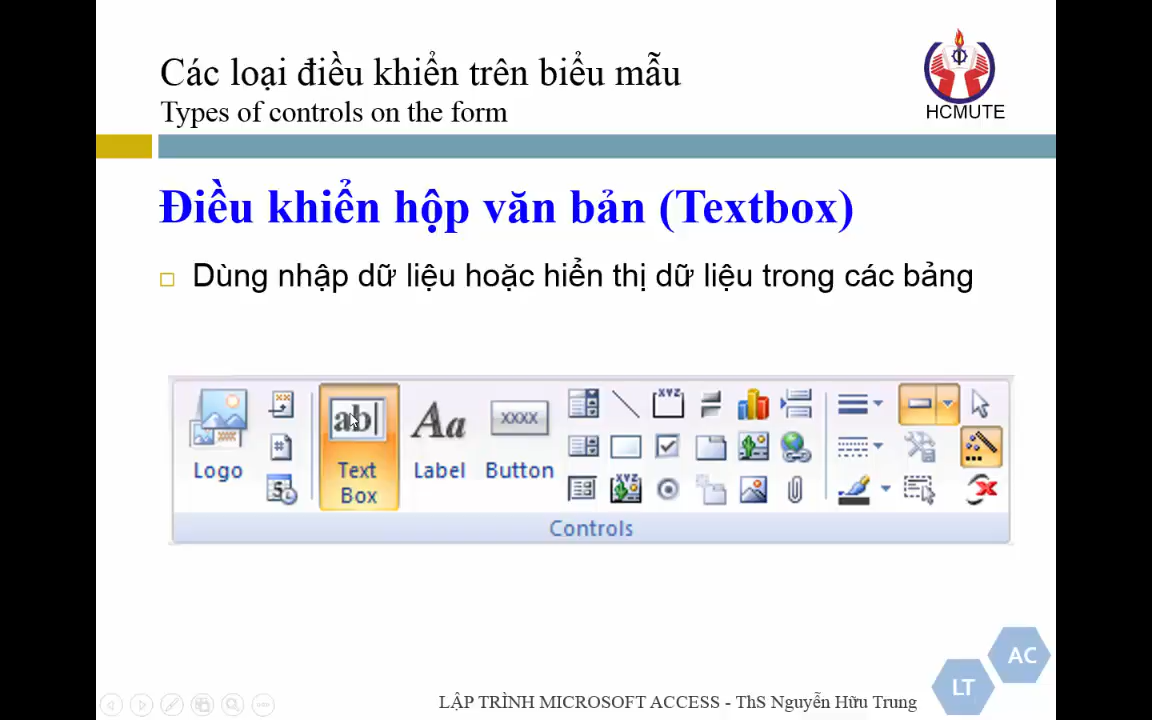 Các loại điều khiển trên biểu mẫu
Types of controls on the form
HCMUTE
Điều khiển hộp văn bản (Textbox)
Dùng nhập dữ liệu hoặc hiển thị dữ liệu trong các bảng
Logo
ab
Text
Box
Aa
Label
XXXX
Button
XYZ
XYZ
Controls
AC
LT
LẬP TRÌNH MICROSOFT ACCESS - ThS Nguyễn Hữu Trung